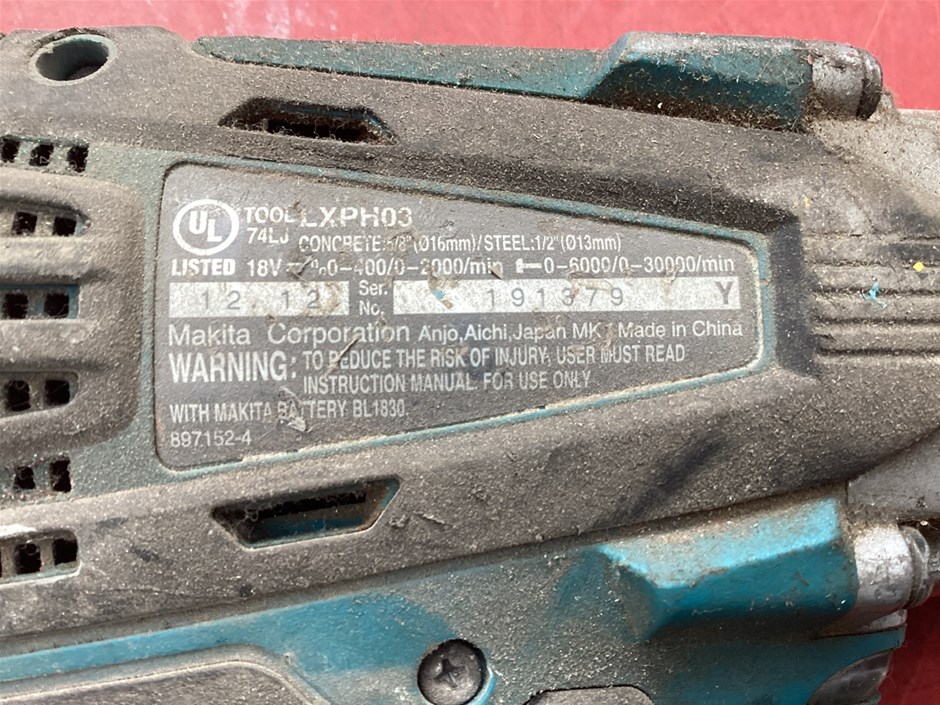 UL TOOL LXPH03
74LJ CONCRETE:5/8"(Ø16mm)/STEEL:1/2"(Ø13mm)
LISTED 18V⎓ n₀0-400/0-2000/min 0-6000/0-30000/min
12.12 Ser. No. 191379 Y
Makita Corporation Anjo,Aichi,Japan MK Made in China
WARNING: TO REDUCE THE RISK OF INJURY, USER MUST READ
INSTRUCTION MANUAL. FOR USE ONLY
WITH MAKITA BATTERY BL1830.
897152-4